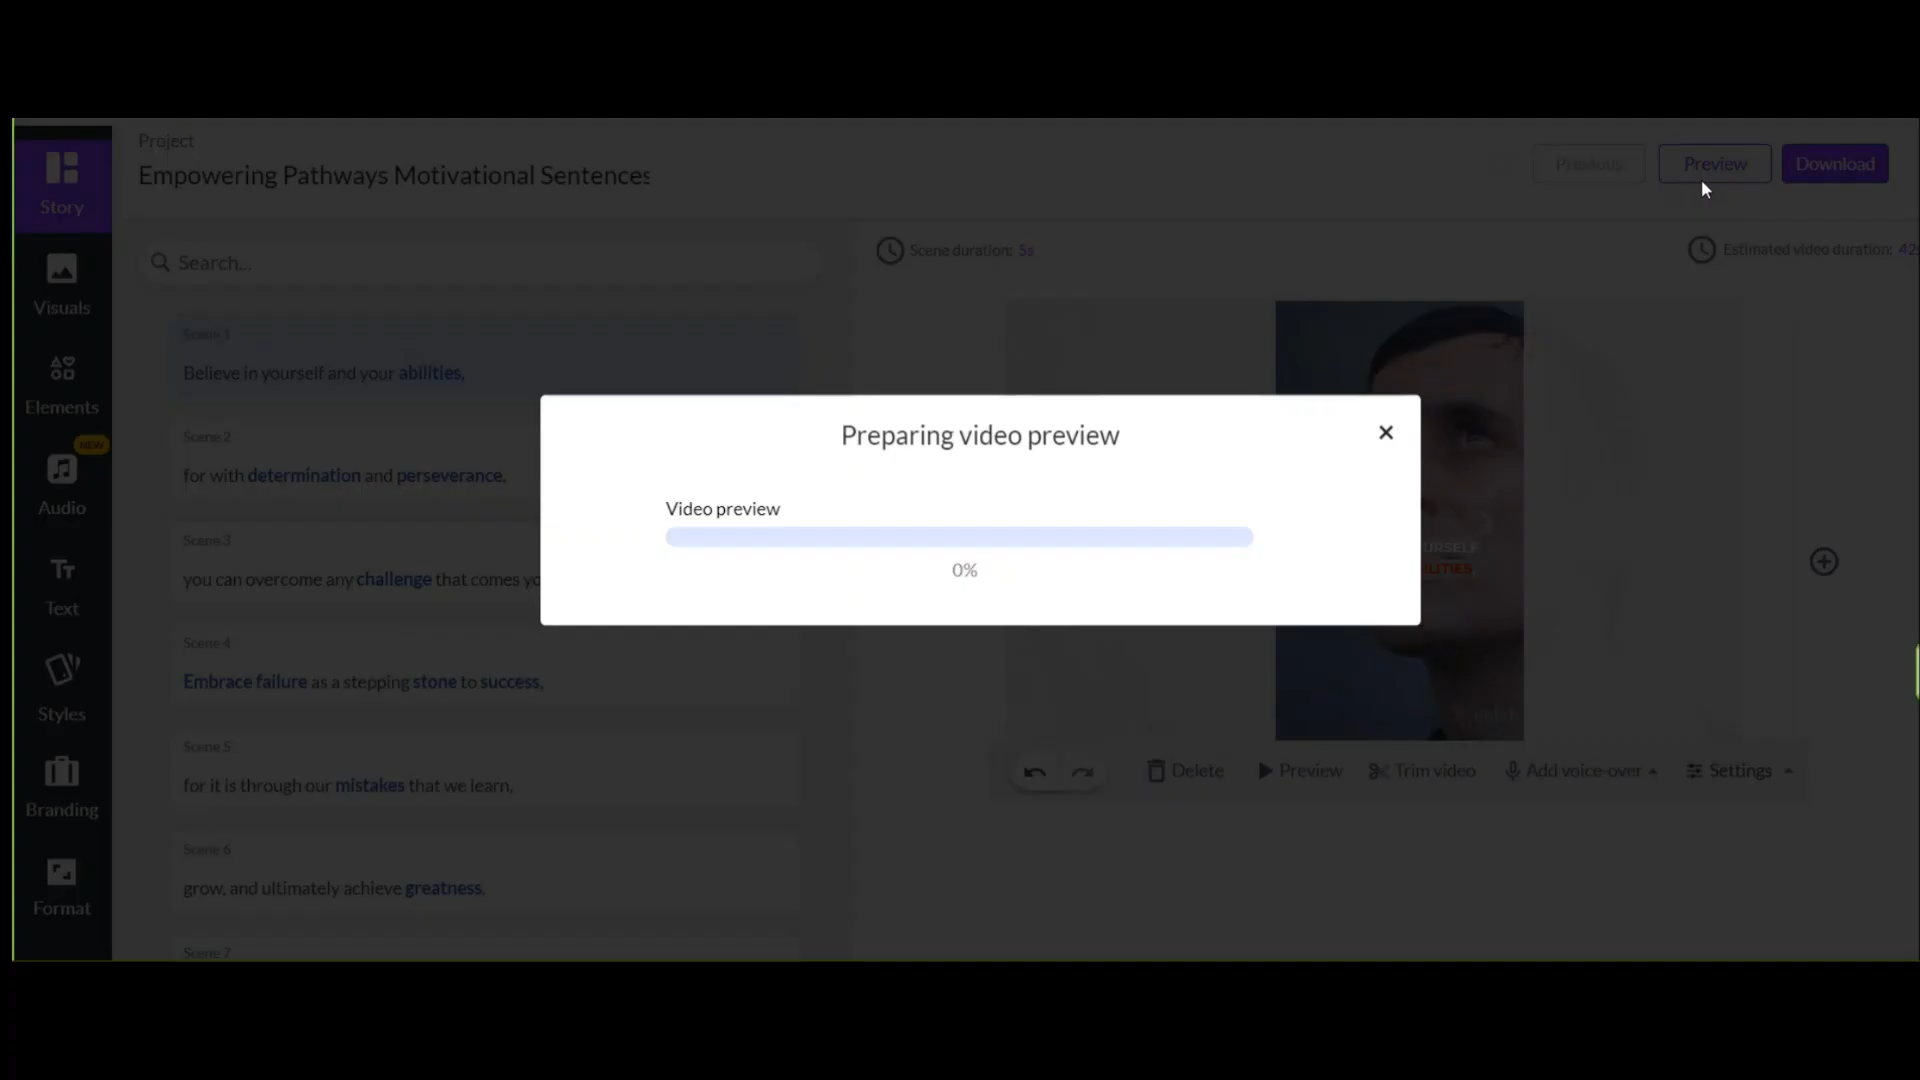 Project
Empowering Pathways Motivational Sentences
Previous
Preview
Download
Story
Visuals
Elements
NEW
Audio
Text
Styles
Branding
Format
Search...
Scene duration: 5s
Estimated video duration: 42s
Scene 1
Believe in yourself and your abilities,
Scene 2
for with determination and perseverance,
Scene 3
you can overcome any challenge that comes yo
Scene 4
Embrace failure as a stepping stone to success,
Scene 5
for it is through our mistakes that we learn,
Scene 6
grow, and ultimately achieve greatness.
Scene 7
Preparing video preview
Video preview
0%
URSELF
ILITIES,
Delete
Preview
Trim video
Add voice-over
Settings